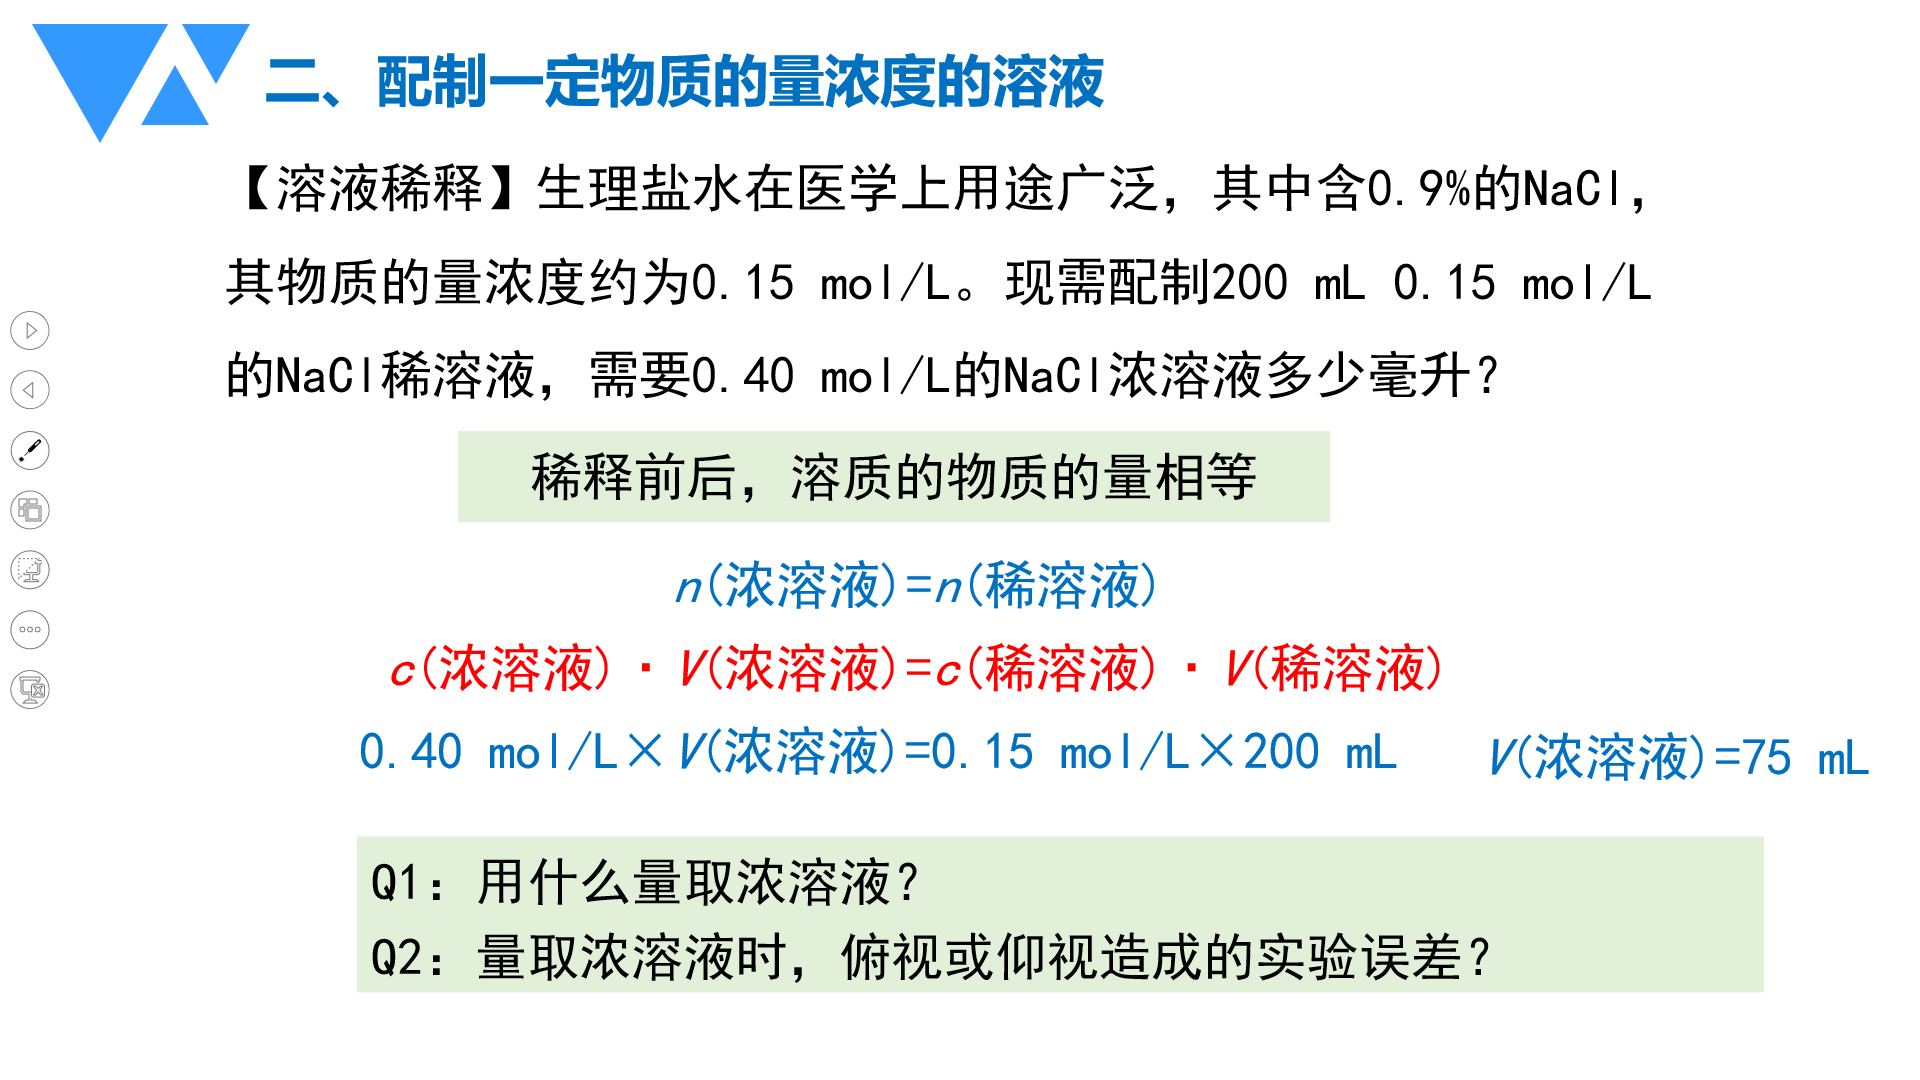 二、配制一定物质的量浓度的溶液
【溶液稀释】生理盐水在医学上用途广泛，其中含0.9%的NaCl，
其物质的量浓度约为0.15 mol/L。现需配制200 mL 0.15 mol/L
的NaCl稀溶液，需要0.40 mol/L的NaCl浓溶液多少毫升？
稀释前后，溶质的物质的量相等
n(浓溶液)=n(稀溶液)
c(浓溶液)·V(浓溶液)=c(稀溶液)·V(稀溶液)
0.40 mol/L×V(浓溶液)=0.15 mol/L×200 mL
V(浓溶液)=75 mL
Q1：用什么量取浓溶液？
Q2：量取浓溶液时，俯视或仰视造成的实验误差？